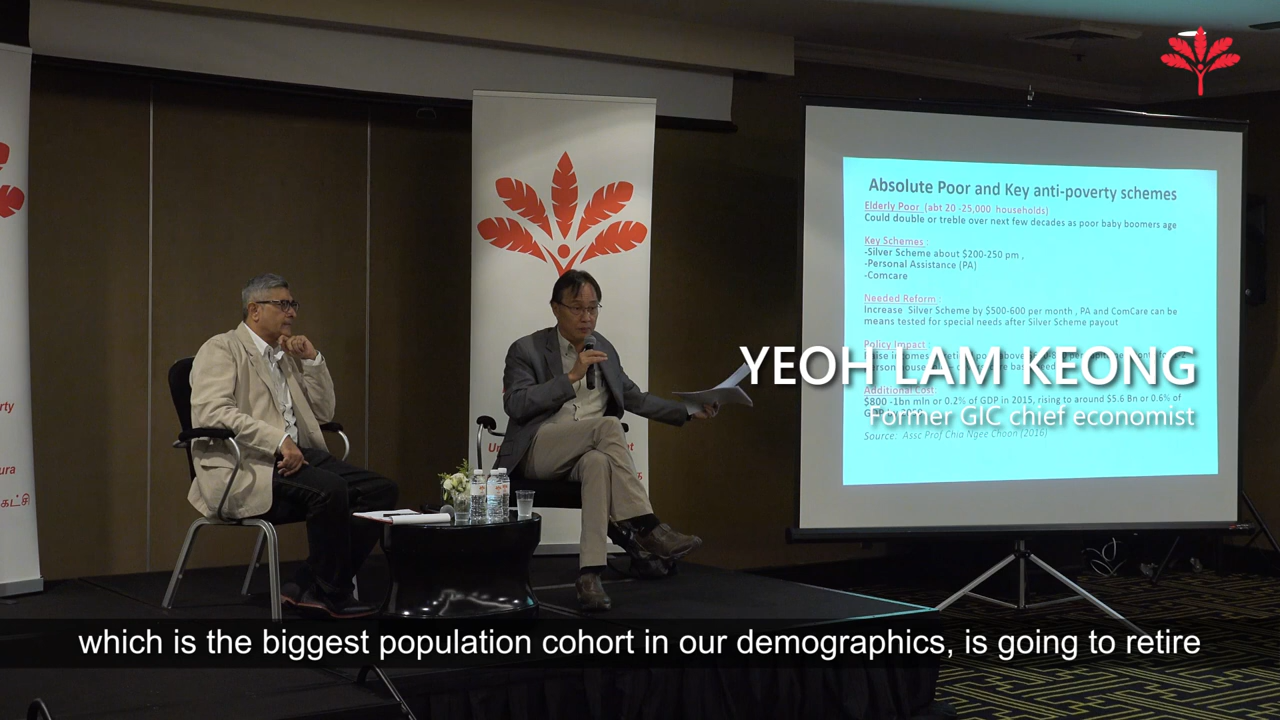 Absolute Poor and Key anti-poverty schemes
Elderly Poor (abt 20 -25,000 households)
Could double or treble over next few decades as poor baby boomers age
Key Schemes :
-Silver Scheme about $200-250 pm ,
-Personal Assistance (PA)
-Comcare
Needed Reform :
Increase Silver Scheme by $500-600 per month , PA and ComCare can be
means tested for special needs after Silver Scheme payout
Policy Impact :
Additional Cost:
$800 -1bn mln or 0.2% of GDP in 2015, rising to around $5.6 Bn or 0.6% of
Source: Assc Prof Chia Ngee Choon (2016)
YEOH LAM KEONG
Former GIC chief economist
erty
ura
கட்சி
which is the biggest population cohort in our demographics, is going to retire